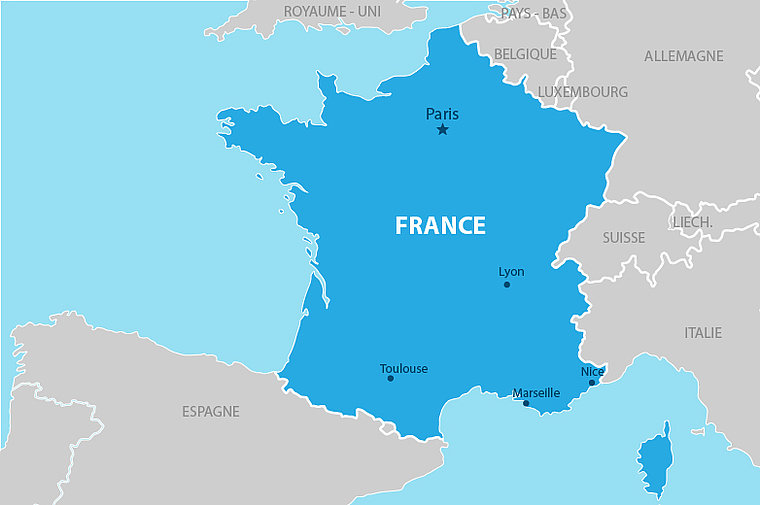 ROYAUME - UNI
PAYS - BAS
BELGIQUE
ALLEMAGNE
LUXEMBOURG
Paris
FRANCE
LIECH.
SUISSE
Lyon
ITALIE
Toulouse
Nice
Marseille
ESPAGNE